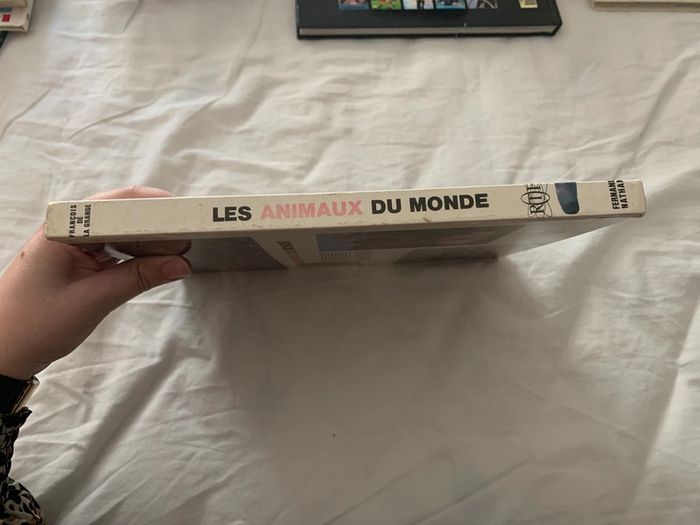 FRANÇOIS
DE
LA GRANGE
LES ANIMAUX DU MONDE
FERNAND
NATHAN